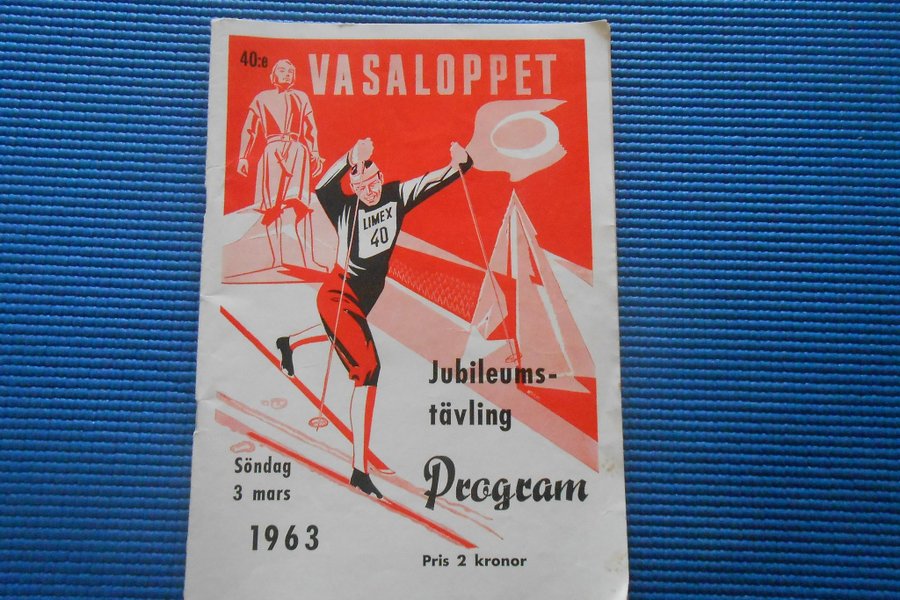 40:e
VASALOPPET
LIMEX
40
Jubileums-
tävling
Söndag
3 mars
1963
Program
Pris 2 kronor